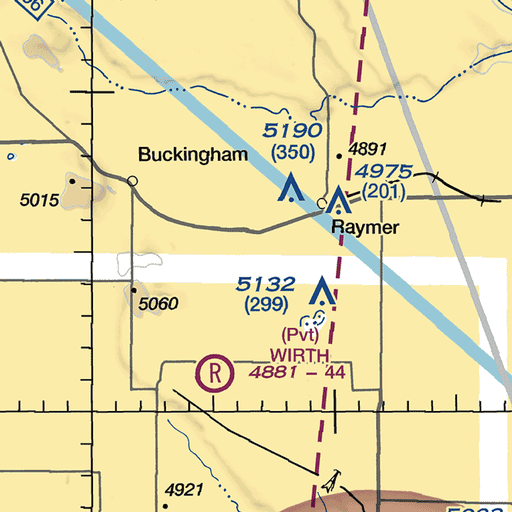 5190
(350)
4891
Buckingham
4975
(201)
5015
Raymer
5132
(299)
5060
(Pvt)
WIRTH
R
4881 - 44
4921